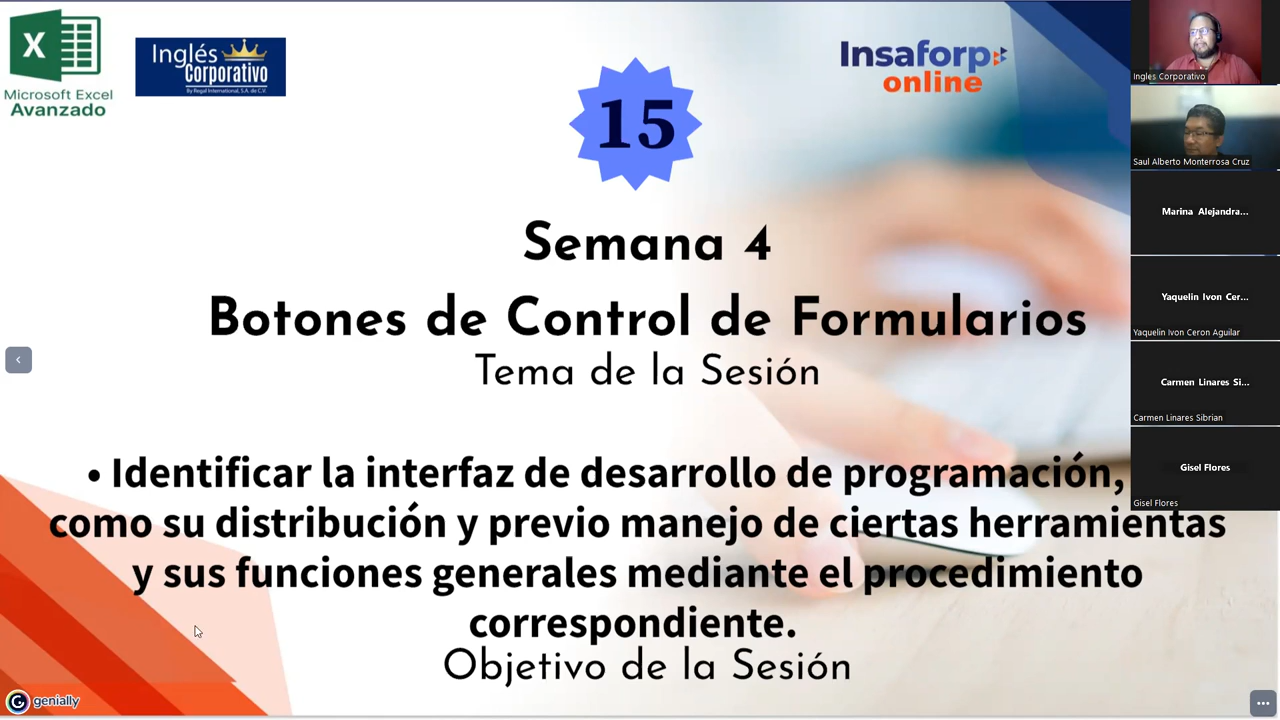 X
Microsoft Excel
Avanzado
Inglés
Corporativo
By Regal International, S.A. de C.V.
Insaforp
online
15
Semana 4
Botones de Control de Formularios
Tema de la Sesión
• Identificar la interfaz de desarrollo de programación,
como su distribución y previo manejo de ciertas herramientas
y sus funciones generales mediante el procedimiento
correspondiente.
Objetivo de la Sesión
genially
Ingles Corporativo
Saul Alberto Monterrosa Cruz
Marina Alejandra...
Yaquelin Ivon Cer...
Yaquelin Ivon Ceron Aguilar
Carmen Linares Si...
Carmen Linares Sibrian
Gisel Flores
Gisel Flores